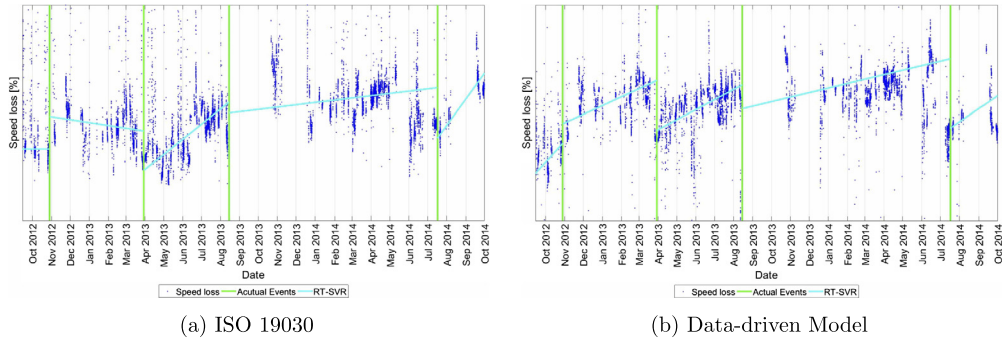 Speed loss [%]
Oct 2012
Nov 2012
Dec 2012
Jan 2013
Feb 2013
Mar 2013
Apr 2013
May 2013
Jun 2013
Jul 2013
Aug 2013
Sep 2013
Oct 2013
Nov 2013
Dec 2013
Jan 2014
Feb 2014
Mar 2014
Apr 2014
May 2014
Jun 2014
Jul 2014
Aug 2014
Sep 2014
Oct 2014
Date
Speed loss Acutual Events RT-SVR
(a) ISO 19030
Speed loss [%]
Oct 2012
Nov 2012
Dec 2012
Jan 2013
Feb 2013
Mar 2013
Apr 2013
May 2013
Jun 2013
Jul 2013
Aug 2013
Sep 2013
Oct 2013
Nov 2013
Dec 2013
Jan 2014
Feb 2014
Mar 2014
Apr 2014
May 2014
Jun 2014
Jul 2014
Aug 2014
Sep 2014
Oct 2014
Date
Speed loss Actual Events RT-SVR
(b) Data-driven Model